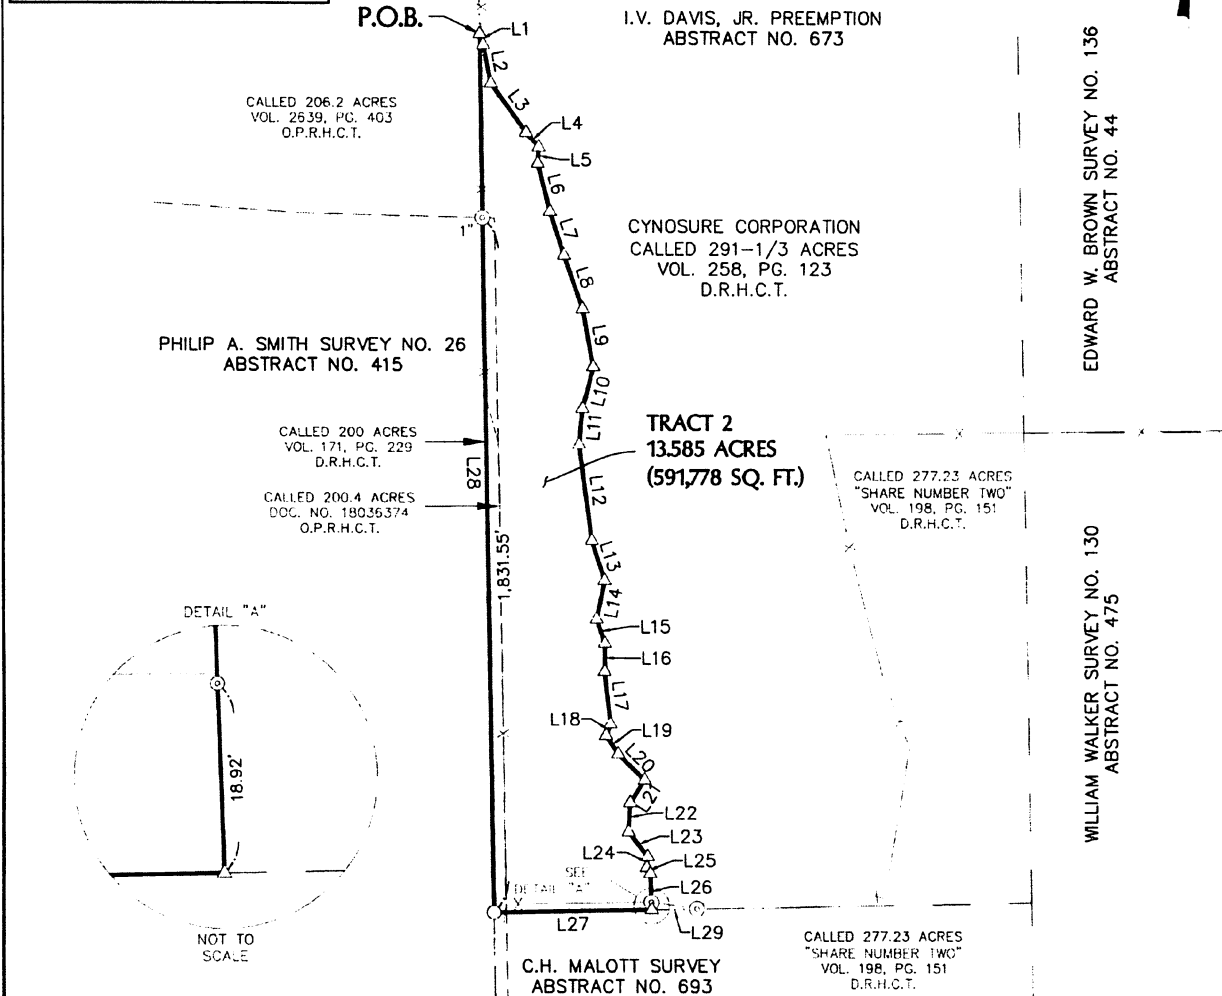 P.O.B.
L1
I.V. DAVIS, JR. PREEMPTION
ABSTRACT NO. 673
EDWARD W. BROWN SURVEY NO. 136
ABSTRACT NO. 44
L2
L3
CALLED 206.2 ACRES
VOL. 2639, PG. 403
O.P.R.H.C.T.
L4
L5
L6
1"
L7
CYNOSURE CORPORATION
CALLED 291-1/3 ACRES
VOL. 258, PG. 123
D.R.H.C.T.
L8
PHILIP A. SMITH SURVEY NO. 26
ABSTRACT NO. 415
L9
L10
L11
TRACT 2
13.585 ACRES
(591,778 SQ. FT.)
CALLED 200 ACRES
VOL. 171, PG. 229
D.R.H.C.T.
L28
L12
CALLED 277.23 ACRES
"SHARE NUMBER TWO"
VOL. 198, PG. 151
D.R.H.C.T.
CALLED 200.4 ACRES
DOC. NO. 18036374
O.P.R.H.C.T.
1,831.55'
L13
WILLIAM WALKER SURVEY NO. 130
ABSTRACT NO. 475
L14
DETAIL "A"
L15
L16
L17
L18
L19
L20
18.92'
L21
L22
L23
L24
L25
SEE
DETAIL "A"
L26
L27
L29
NOT TO
SCALE
CALLED 277.23 ACRES
"SHARE NUMBER TWO"
VOL. 198, PG. 151
D.R.H.C.T.
C.H. MALOTT SURVEY
ABSTRACT NO. 693